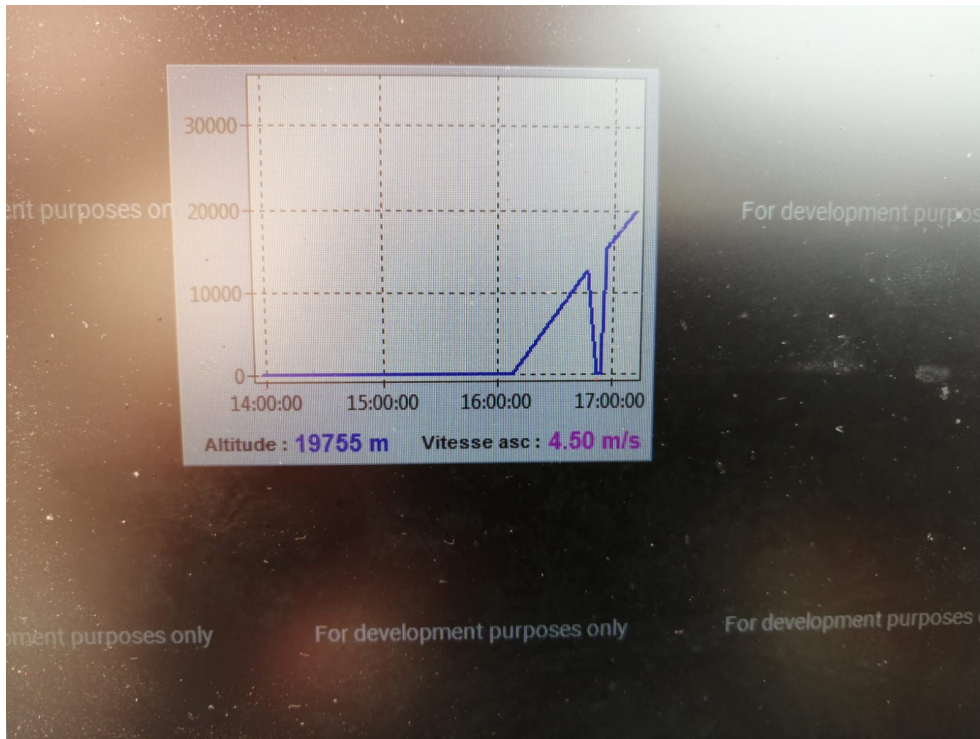 30000
20000
ent purposes on
For development purpos
10000
0
14:00:00 15:00:00 16:00:00 17:00:00
Altitude : 19755 m Vitesse asc : 4.50 m/s
pment purposes only
For development purposes only
For development purposes